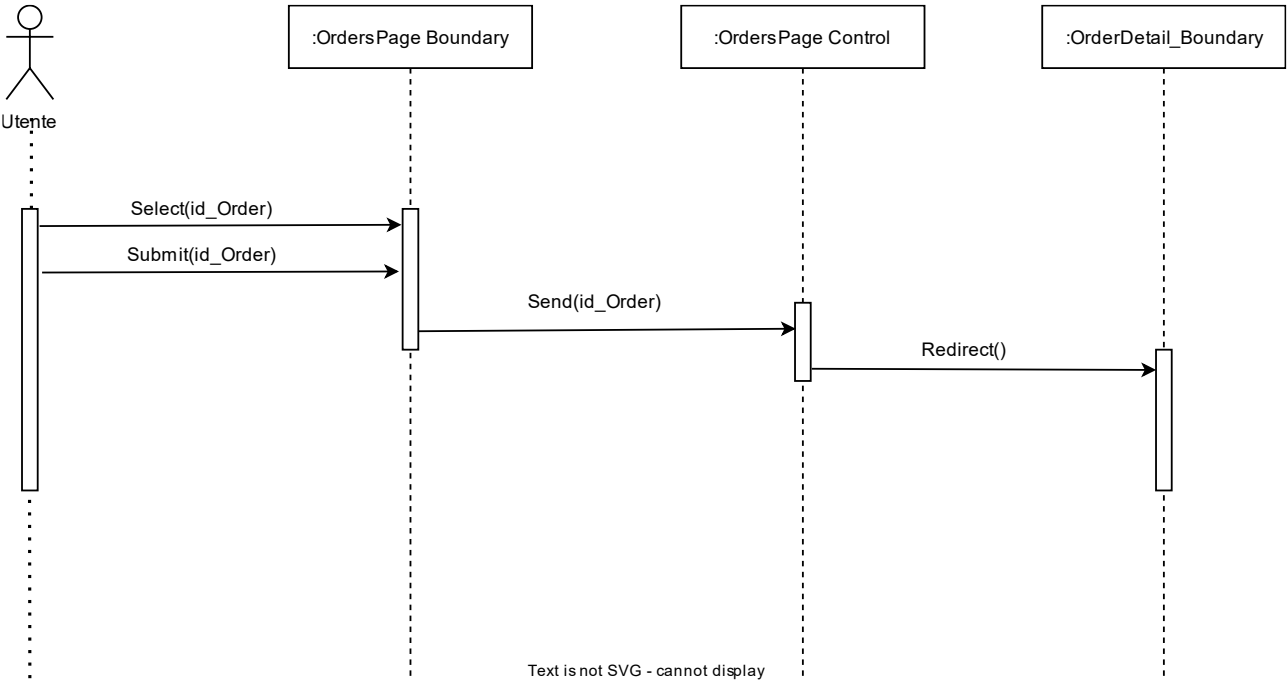 :OrdersPage Boundary
:OrdersPage Control
:OrderDetail_Boundary
Utente
Select(id_Order)
Submit(id_Order)
Send(id_Order)
Redirect()
Text is not SVG - cannot display